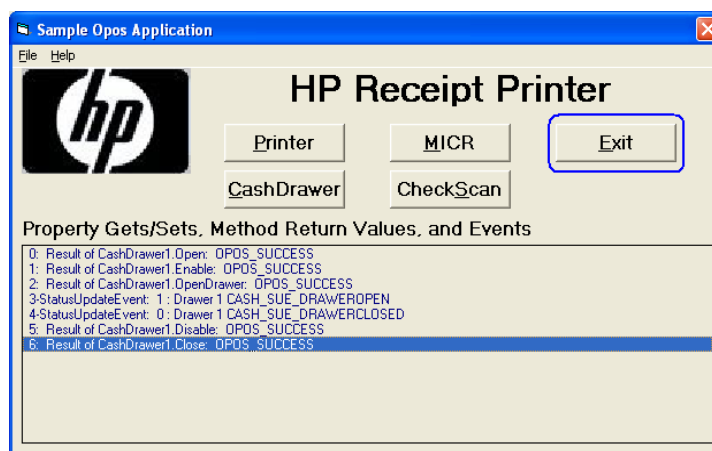 Sample Opos Application
File Help
hp
HP Receipt Printer
Printer MICR Exit
CashDrawer CheckScan
Property Gets/Sets, Method Return Values, and Events
0: Result of CashDrawer1.Open: OPOS_SUCCESS
1: Result of CashDrawer1.Enable: OPOS_SUCCESS
2: Result of CashDrawer1.OpenDrawer: OPOS_SUCCESS
3-StatusUpdateEvent: 1 : Drawer 1 CASH_SUE_DRAWEROPEN
4-StatusUpdateEvent: 0 : Drawer 1 CASH_SUE_DRAWERCLOSED
5: Result of CashDrawer1.Disable: OPOS_SUCCESS
6: Result of CashDrawer1.Close: OPOS_SUCCESS